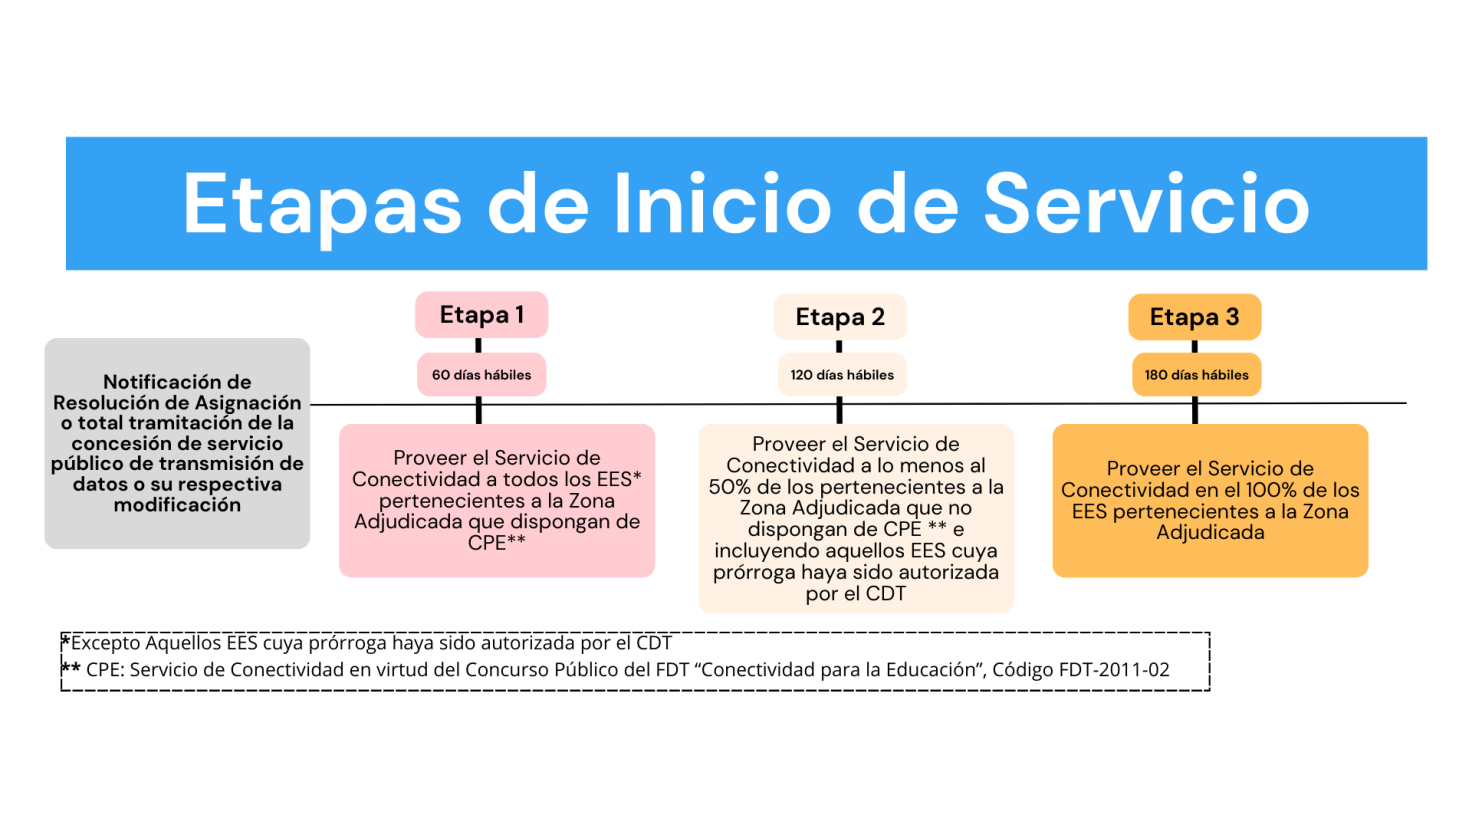 Etapas de Inicio de Servicio
Notificación de
Resolución de Asignación
o total tramitación de la
concesión de servicio
público de transmisión de
datos o su respectiva
modificación
Etapa 1
60 días hábiles
Proveer el Servicio de
Conectividad a todos los EES*
pertenecientes a la Zona
Adjudicada que dispongan de
CPE**
Etapa 2
120 días hábiles
Proveer el Servicio de
Conectividad a lo menos al
50% de los pertenecientes a la
Zona Adjudicada que no
dispongan de CPE ** e
incluyendo aquellos EES cuya
prórroga haya sido autorizada
por el CDT
Etapa 3
180 días hábiles
Proveer el Servicio de
Conectividad en el 100% de los
EES pertenecientes a la Zona
Adjudicada
*Excepto Aquellos EES cuya prórroga haya sido autorizada por el CDT
** CPE: Servicio de Conectividad en virtud del Concurso Público del FDT “Conectividad para la Educación”, Código FDT-2011-02